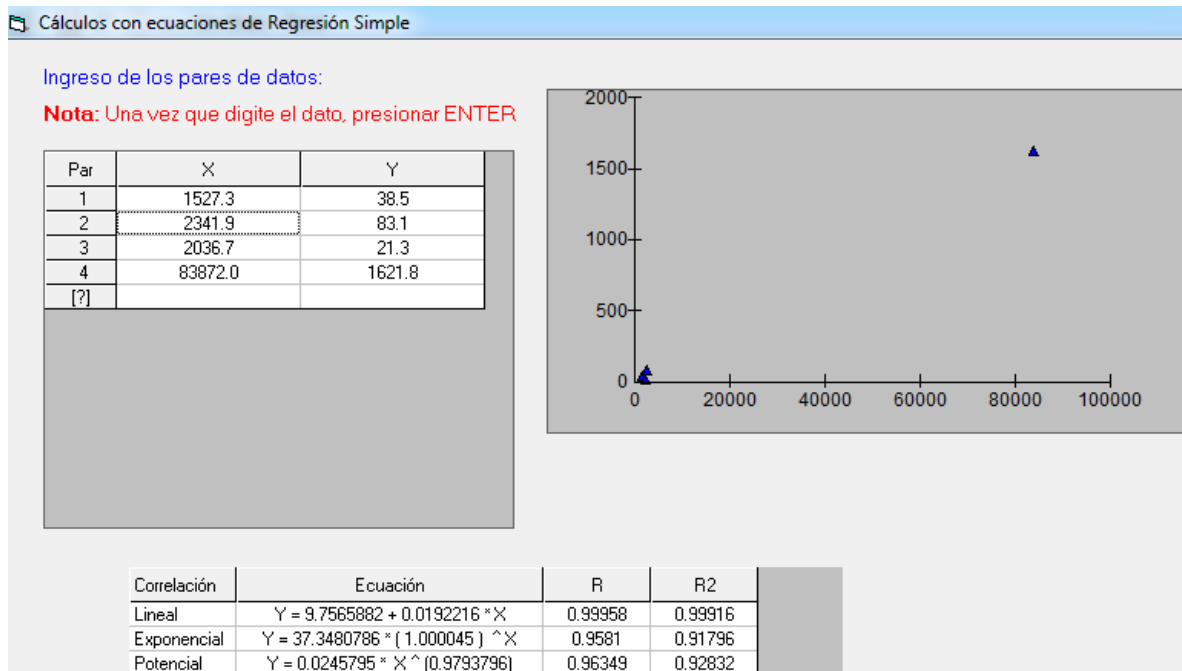 Cálculos con ecuaciones de Regresión Simple
Ingreso de los pares de datos:
Nota: Una vez que digite el dato, presionar ENTER
Par X Y
1 1527.3 38.5
2 2341.9 83.1
3 2036.7 21.3
4 83872.0 1621.8
[?]
2000
1500
1000
500
0
0 20000 40000 60000 80000 100000
Correlación Ecuación R R2
Lineal Y = 9.7565882 + 0.0192216 * X 0.99958 0.99916
Exponencial Y = 37.3480786 * ( 1.000045 ) ^ X 0.9581 0.91796
Potencial Y = 0.0245795 * X ^ (0.9793796) 0.96349 0.92832